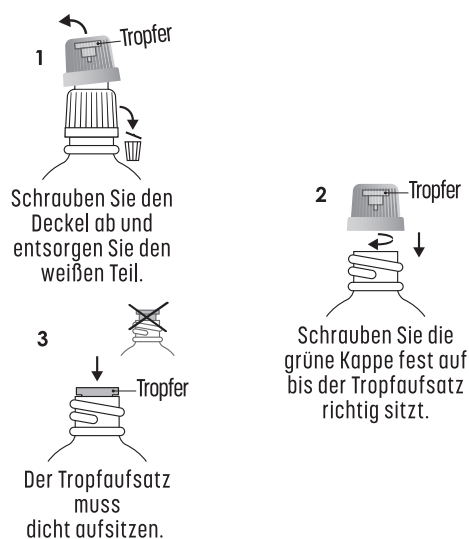 1
Tropfer
Schrauben Sie den
Deckel ab und
entsorgen Sie den
weißen Teil.
2
Tropfer
Schrauben Sie die
grüne Kappe fest auf
bis der Tropfaufsatz
richtig sitzt.
3
Tropfer
Der Tropfaufsatz
muss
dicht aufsitzen.